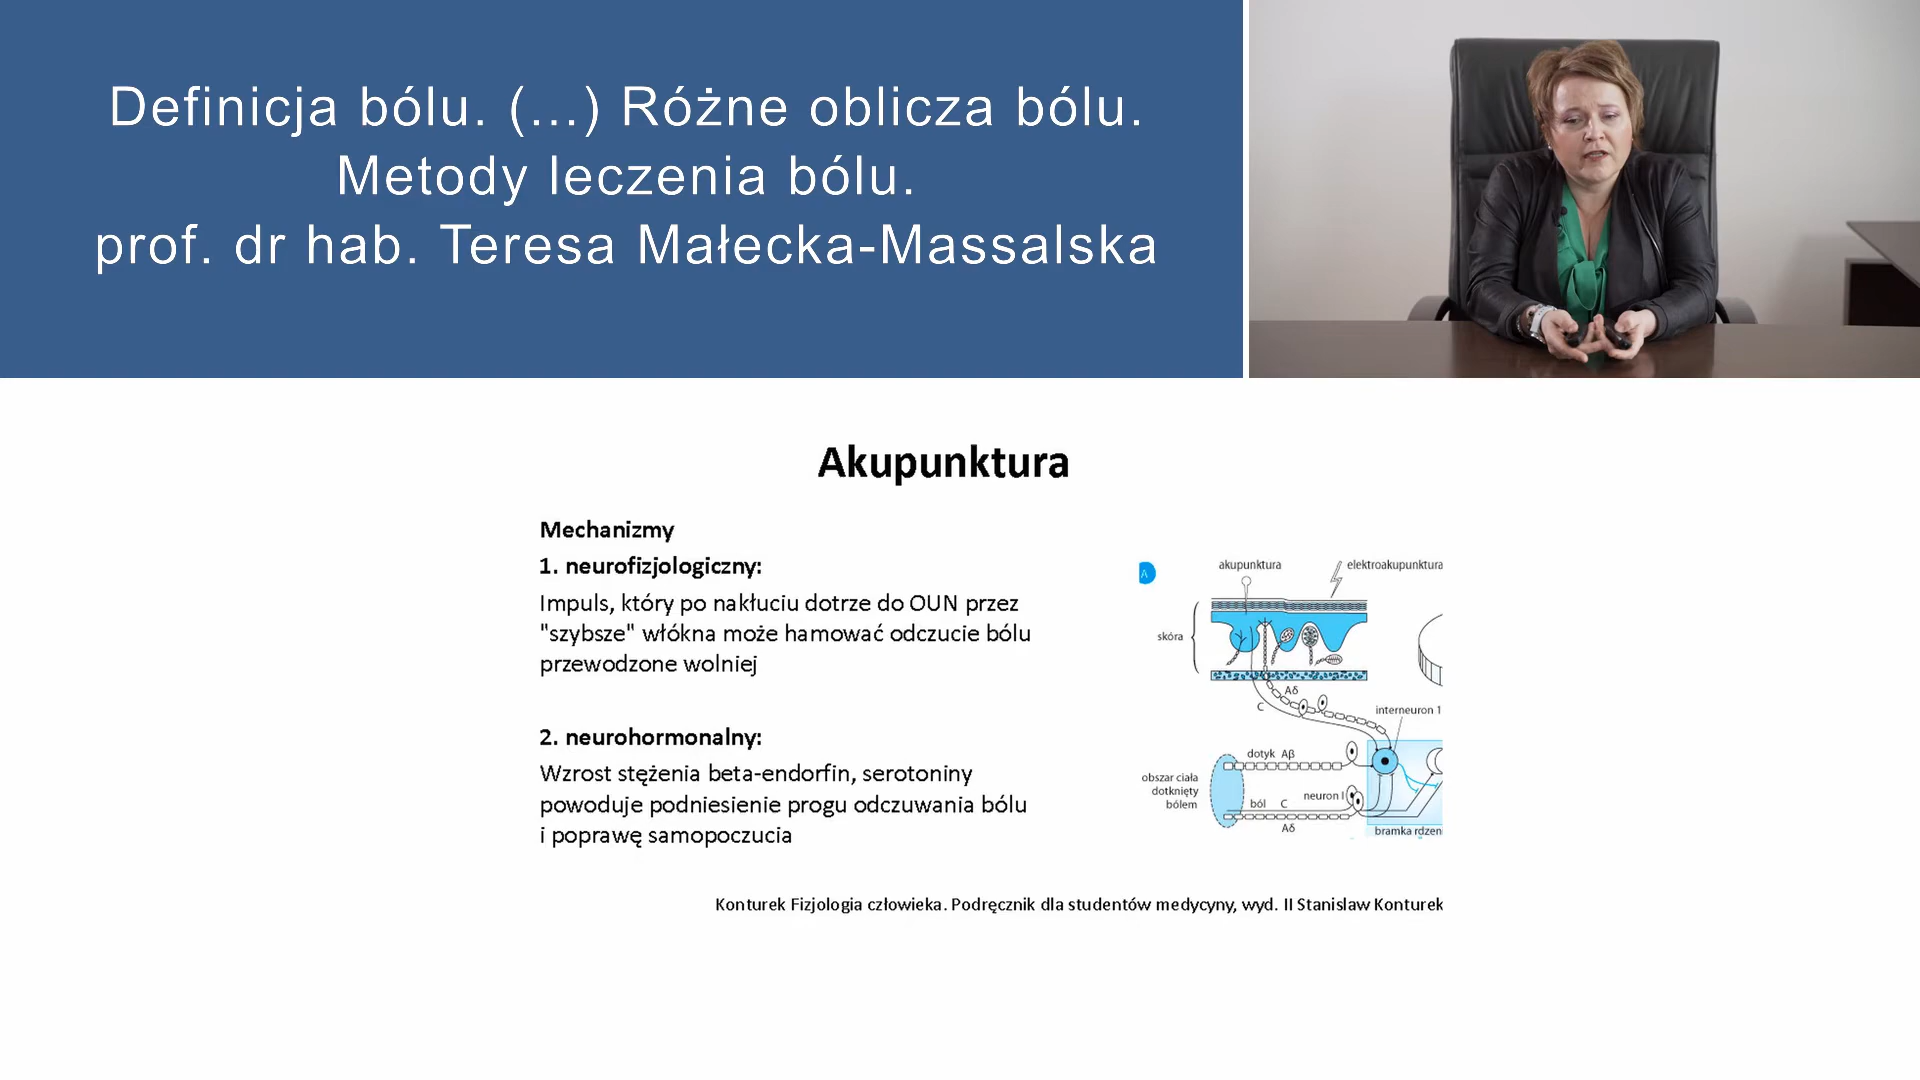 Definicja bólu. (...) Różne oblicza bólu.
Metody leczenia bólu.
prof. dr hab. Teresa Małecka-Massalska
Akupunktura
Mechanizmy
1. neurofizjologiczny:
Impuls, który po nakłuciu dotrze do OUN przez
"szybsze" włókna może hamować odczucie bólu
przewodzone wolniej
2. neurohormonalny:
Wzrost stężenia beta-endorfin, serotoniny
powoduje podniesienie progu odczuwania bólu
i poprawę samopoczucia
A
akupunktura
elektroakupunktura
skóra
Aδ
C
interneuron 1
dotyk Aβ
obszar ciała
dotknięty
bólem
neuron I
ból C
Aδ
bramka rdzen
Konturek Fizjologia człowieka. Podręcznik dla studentów medycyny, wyd. II Stanislaw Konturek